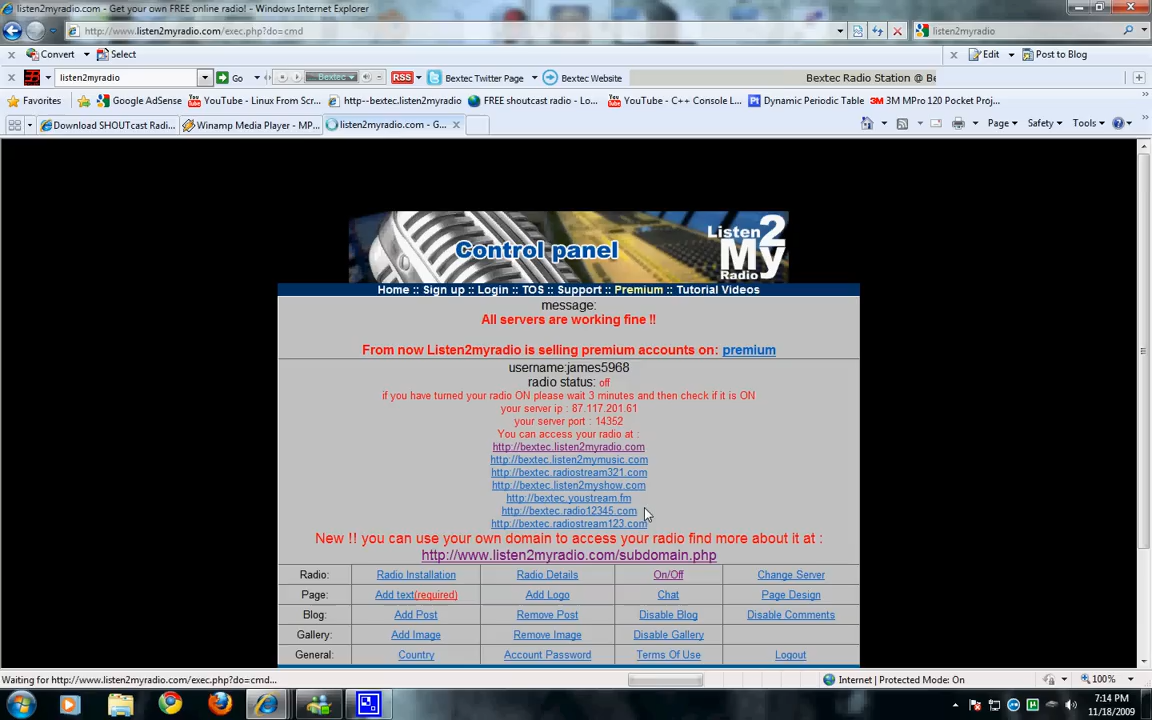 listen2myradio.com - Get your own FREE online radio! - Windows Internet Explorer
http://www.listen2myradio.com/exec.php?do=cmd
listen2myradio
Convert
Select
Edit
Post to Blog
listen2myradio
Go
Bextec
RSS
Bextec Twitter Page
Bextec Website
Bextec Radio Station @ Be
Favorites
Google AdSense
YouTube - Linux From Scr...
http--bextec.listen2myradio
FREE shoutcast radio - Lo...
YouTube - C++ Console L...
Dynamic Periodic Table
3M MPro 120 Pocket Proj...
Download SHOUTcast Radi...
Winamp Media Player - MP...
listen2myradio.com - G...
Page
Safety
Tools
Control panel
Listen 2 My Radio
Home :: Sign up :: Login :: TOS :: Support :: Premium :: Tutorial Videos
message:
All servers are working fine !!
From now Listen2myradio is selling premium accounts on: premium
username:james5968
radio status: off
if you have turned your radio ON please wait 3 minutes and then check if it is ON
your server ip : 87.117.201.61
your server port : 14352
You can access your radio at :
http://bextec.listen2myradio.com
http://bextec.listen2mymusic.com
http://bextec.radiostream321.com
http://bextec.listen2myshow.com
http://bextec.youstream.fm
http://bextec.radio12345.com
http://bextec.radiostream123.com
New !! you can use your own domain to access your radio find more about it at :
http://www.listen2myradio.com/subdomain.php
Radio: Radio Installation Radio Details On/Off Change Server
Page: Add text(required) Add Logo Chat Page Design
Blog: Add Post Remove Post Disable Blog Disable Comments
Gallery: Add Image Remove Image Disable Gallery
General: Country Account Password Terms Of Use Logout
Waiting for http://www.listen2myradio.com/exec.php?do=cmd...
Internet | Protected Mode: On
100%
7:14 PM
11/18/2009